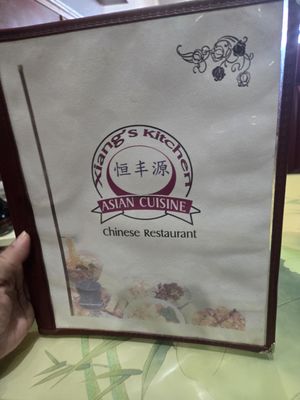 Xiang's Kitchen
恒丰源
ASIAN CUISINE
Chinese Restaurant